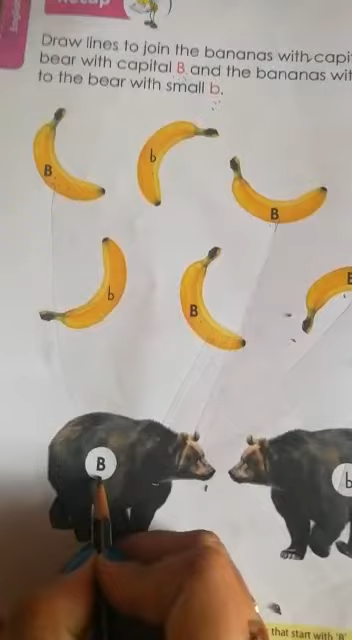 Recap
Draw lines to join the bananas with capi
bear with capital B and the bananas wit
to the bear with small b.
B
b
B
b
B
B
b
that start with 'B